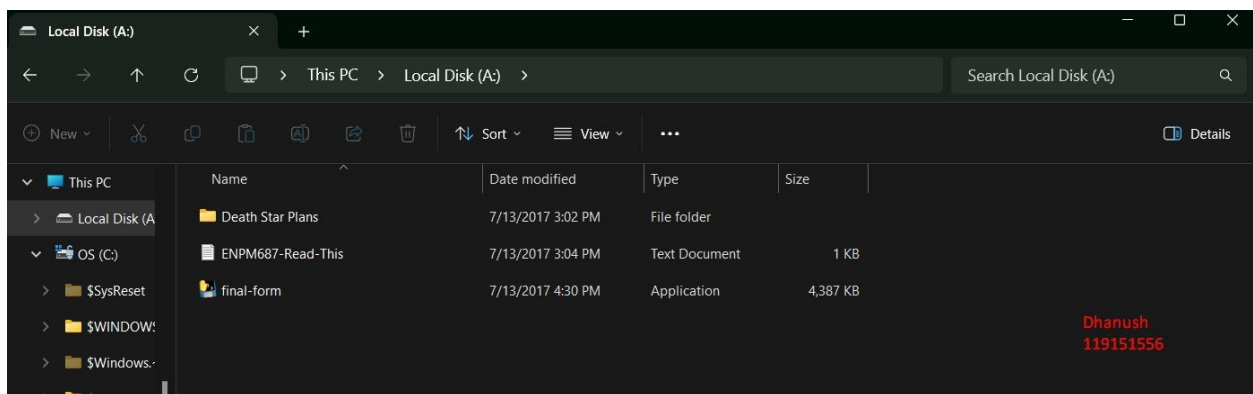 Local Disk (A:)
This PC > Local Disk (A:) >
Search Local Disk (A:)
New
Sort
View
Details
This PC
Name Date modified Type Size
Local Disk (A
Death Star Plans 7/13/2017 3:02 PM File folder
OS (C:)
ENPM687-Read-This 7/13/2017 3:04 PM Text Document 1 KB
$SysReset
final-form 7/13/2017 4:30 PM Application 4,387 KB
$WINDOW
$Windows.~
Dhanush
119151556